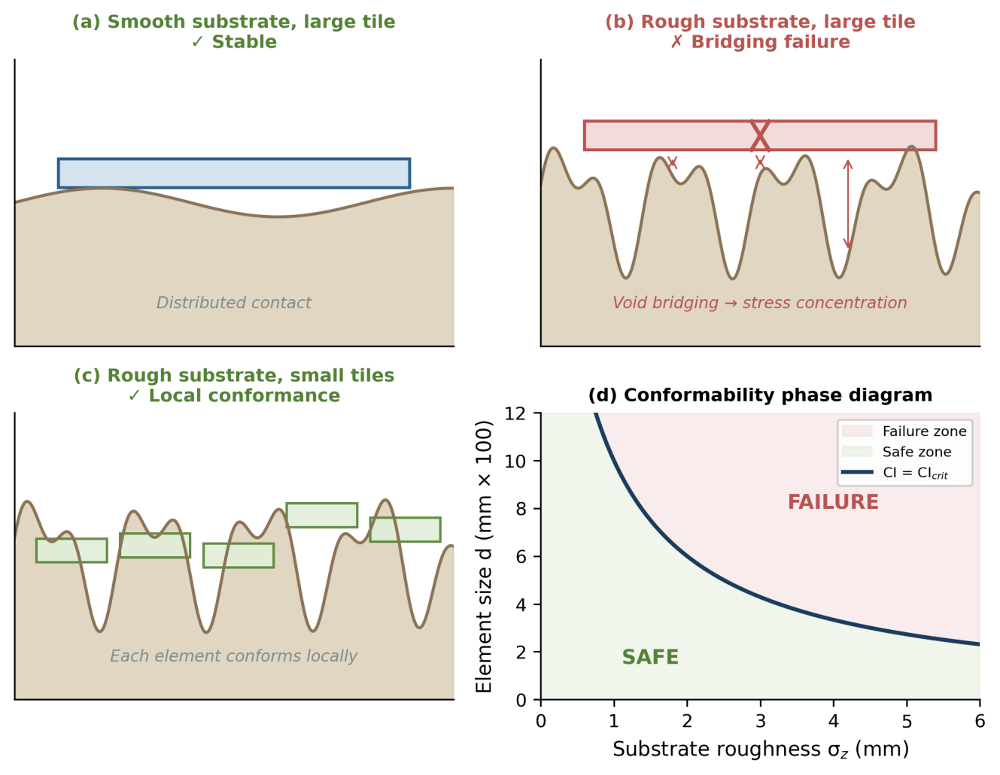 (a) Smooth substrate, large tile
✓ Stable
Distributed contact
(b) Rough substrate, large tile
✗ Bridging failure
Void bridging → stress concentration
(c) Rough substrate, small tiles
✓ Local conformance
Each element conforms locally
(d) Conformability phase diagram
Element size d (mm × 100)
12
10
8
6
4
2
0
Failure zone
Safe zone
CI = CI_crit
FAILURE
SAFE
0 1 2 3 4 5 6
Substrate roughness σ_z (mm)